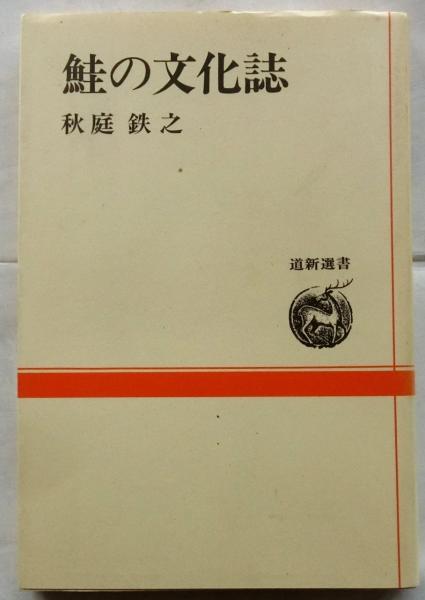 鮭の文化誌
秋庭 鉄之
道新選書